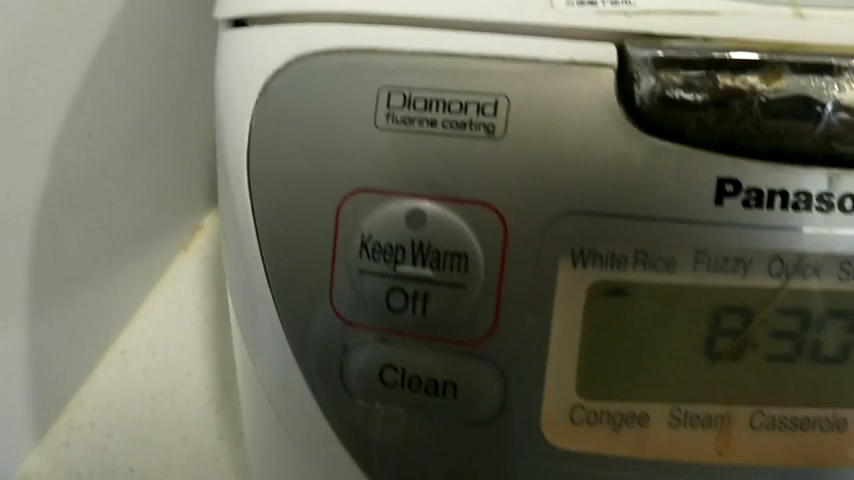 Diamond
fluorine coating
Panaso
Keep Warm
Off
White Rice Fuzzy Quick
8:30
Clean
Congee Steam Casserole